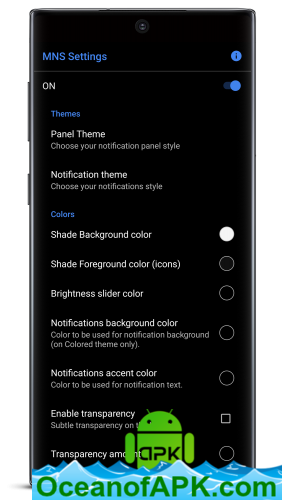 MNS Settings
ON
Themes
Panel Theme
Choose your notification panel style
Notification theme
Choose your notifications style
Colors
Shade Background color
Shade Foreground color (icons)
Brightness slider color
Notifications background color
Color to be used for notification background
(on Colored theme only).
Notifications accent color
Color to be used for notification text.
Enable transparency
Subtle transparency on t
Transparency amount
APK
OceanofAPK.com